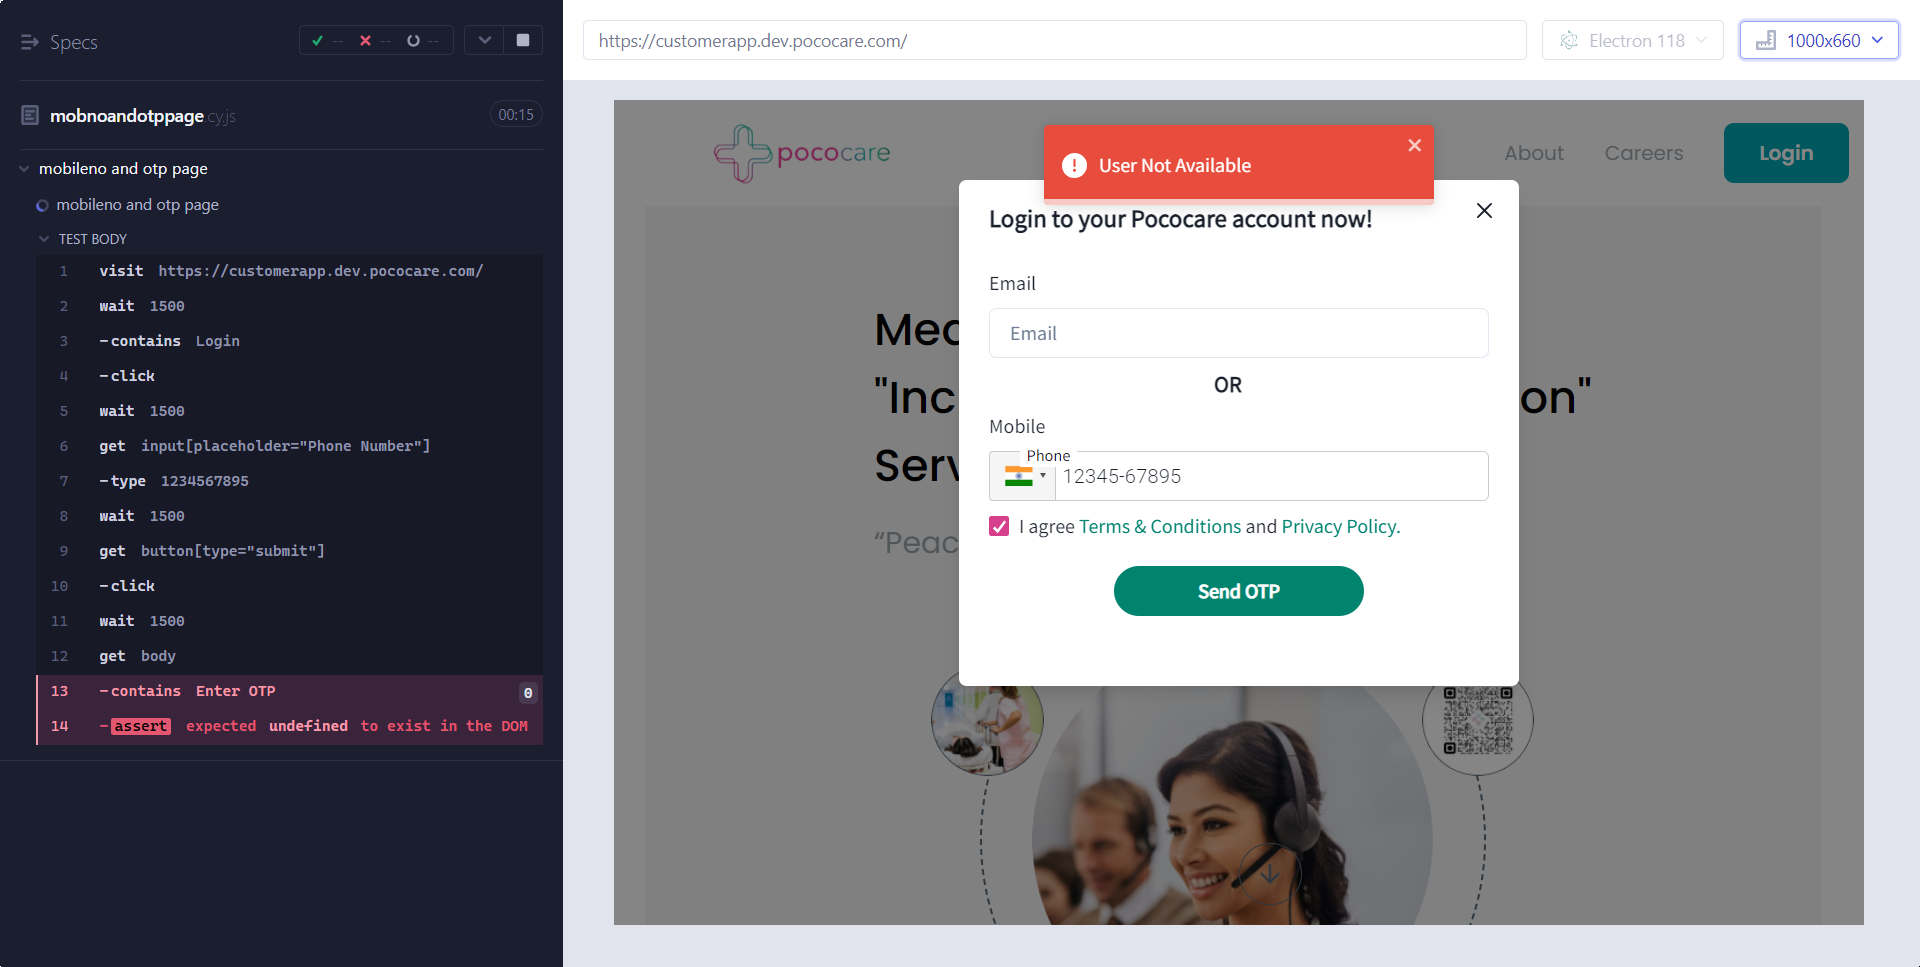 Specs
-- -- --
mobnoandotppage.cy.js 00:15
mobileno and otp page
mobileno and otp page
TEST BODY
1 visit https://customerapp.dev.pococare.com/
2 wait 1500
3 -contains Login
4 -click
5 wait 1500
6 get input[placeholder="Phone Number"]
7 -type 1234567895
8 wait 1500
9 get button[type="submit"]
10 -click
11 wait 1500
12 get body
13 -contains Enter OTP 0
14 -assert expected undefined to exist in the DOM
https://customerapp.dev.pococare.com/
Electron 118
1000x660
pococare
About
Careers
Login
User Not Available
Login to your Pococare account now!
Email
Email
OR
Mobile
Phone
12345-67895
I agree Terms & Conditions and Privacy Policy.
Send OTP
"Inc
on"
Serv
“Peac